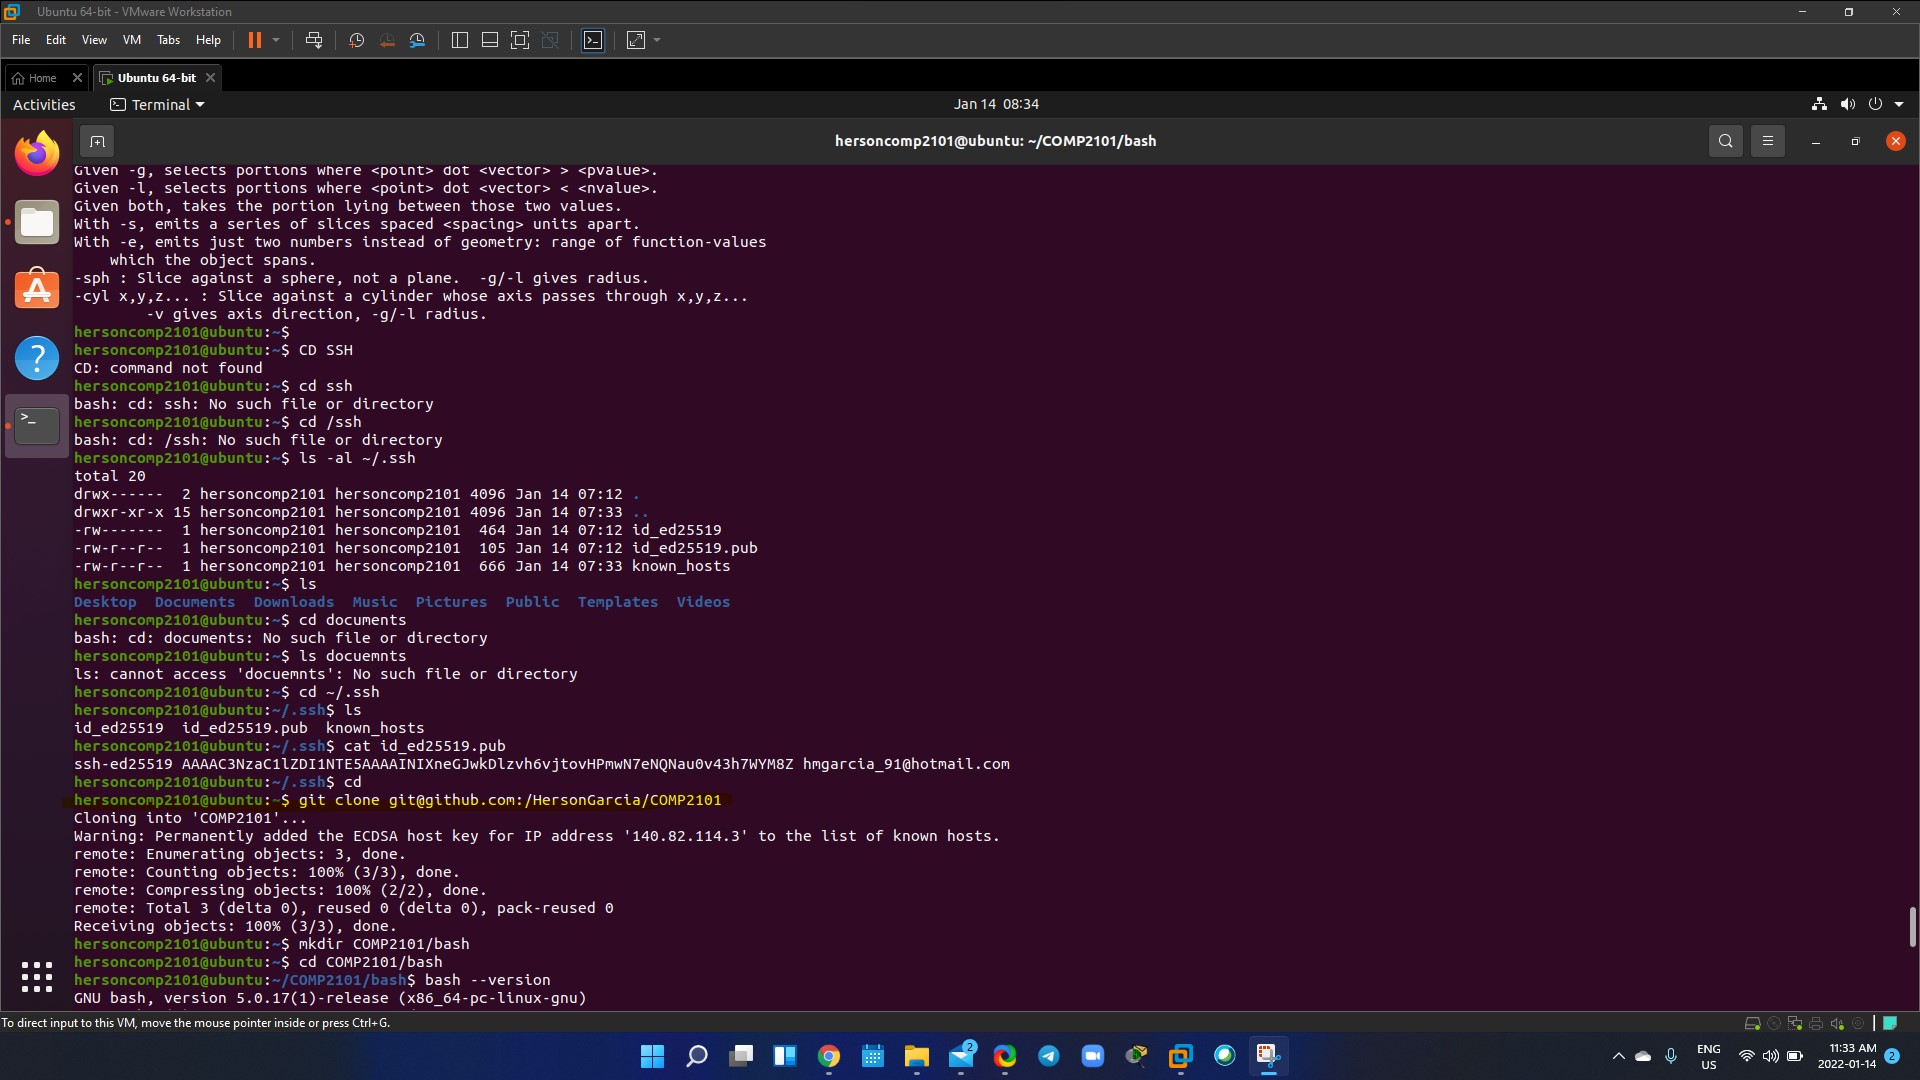 Ubuntu 64-bit - VMware Workstation
File Edit View VM Tabs Help
Home Ubuntu 64-bit
Activities Terminal Jan 14 08:34
hersoncomp2101@ubuntu: ~/COMP2101/bash
Given -g, selects portions where <point> dot <vector> > <pvalue>.
Given -l, selects portions where <point> dot <vector> < <nvalue>.
Given both, takes the portion lying between those two values.
With -s, emits a series of slices spaced <spacing> units apart.
With -e, emits just two numbers instead of geometry: range of function-values
    which the object spans.
-sph : Slice against a sphere, not a plane.  -g/-l gives radius.
-cyl x,y,z... : Slice against a cylinder whose axis passes through x,y,z...
        -v gives axis direction, -g/-l radius.
hersoncomp2101@ubuntu:~$
hersoncomp2101@ubuntu:~$ CD SSH
CD: command not found
hersoncomp2101@ubuntu:~$ cd ssh
bash: cd: ssh: No such file or directory
hersoncomp2101@ubuntu:~$ cd /ssh
bash: cd: /ssh: No such file or directory
hersoncomp2101@ubuntu:~$ ls -al ~/.ssh
total 20
drwx------  2 hersoncomp2101 hersoncomp2101 4096 Jan 14 07:12 .
drwxr-xr-x 15 hersoncomp2101 hersoncomp2101 4096 Jan 14 07:33 ..
-rw-------  1 hersoncomp2101 hersoncomp2101  464 Jan 14 07:12 id_ed25519
-rw-r--r--  1 hersoncomp2101 hersoncomp2101  105 Jan 14 07:12 id_ed25519.pub
-rw-r--r--  1 hersoncomp2101 hersoncomp2101  666 Jan 14 07:33 known_hosts
hersoncomp2101@ubuntu:~$ ls
Desktop  Documents  Downloads  Music  Pictures  Public  Templates  Videos
hersoncomp2101@ubuntu:~$ cd documents
bash: cd: documents: No such file or directory
hersoncomp2101@ubuntu:~$ ls docuemnts
ls: cannot access 'docuemnts': No such file or directory
hersoncomp2101@ubuntu:~$ cd ~/.ssh
hersoncomp2101@ubuntu:~/.ssh$ ls
id_ed25519  id_ed25519.pub  known_hosts
hersoncomp2101@ubuntu:~/.ssh$ cat id_ed25519.pub
ssh-ed25519 AAAAC3NzaC1lZDI1NTE5AAAAINIXneGJwkDlzvh6vjtovHPmwN7eNQNau0v43h7WYM8Z hmgarcia_91@hotmail.com
hersoncomp2101@ubuntu:~/.ssh$ cd
hersoncomp2101@ubuntu:~$ git clone git@github.com:/HersonGarcia/COMP2101
Cloning into 'COMP2101'...
Warning: Permanently added the ECDSA host key for IP address '140.82.114.3' to the list of known hosts.
remote: Enumerating objects: 3, done.
remote: Counting objects: 100% (3/3), done.
remote: Compressing objects: 100% (2/2), done.
remote: Total 3 (delta 0), reused 0 (delta 0), pack-reused 0
Receiving objects: 100% (3/3), done.
hersoncomp2101@ubuntu:~$ mkdir COMP2101/bash
hersoncomp2101@ubuntu:~$ cd COMP2101/bash
hersoncomp2101@ubuntu:~/COMP2101/bash$ bash --version
GNU bash, version 5.0.17(1)-release (x86_64-pc-linux-gnu)
To direct input to this VM, move the mouse pointer inside or press Ctrl+G.
2
ENG
US
11:33 AM
2022-01-14
2